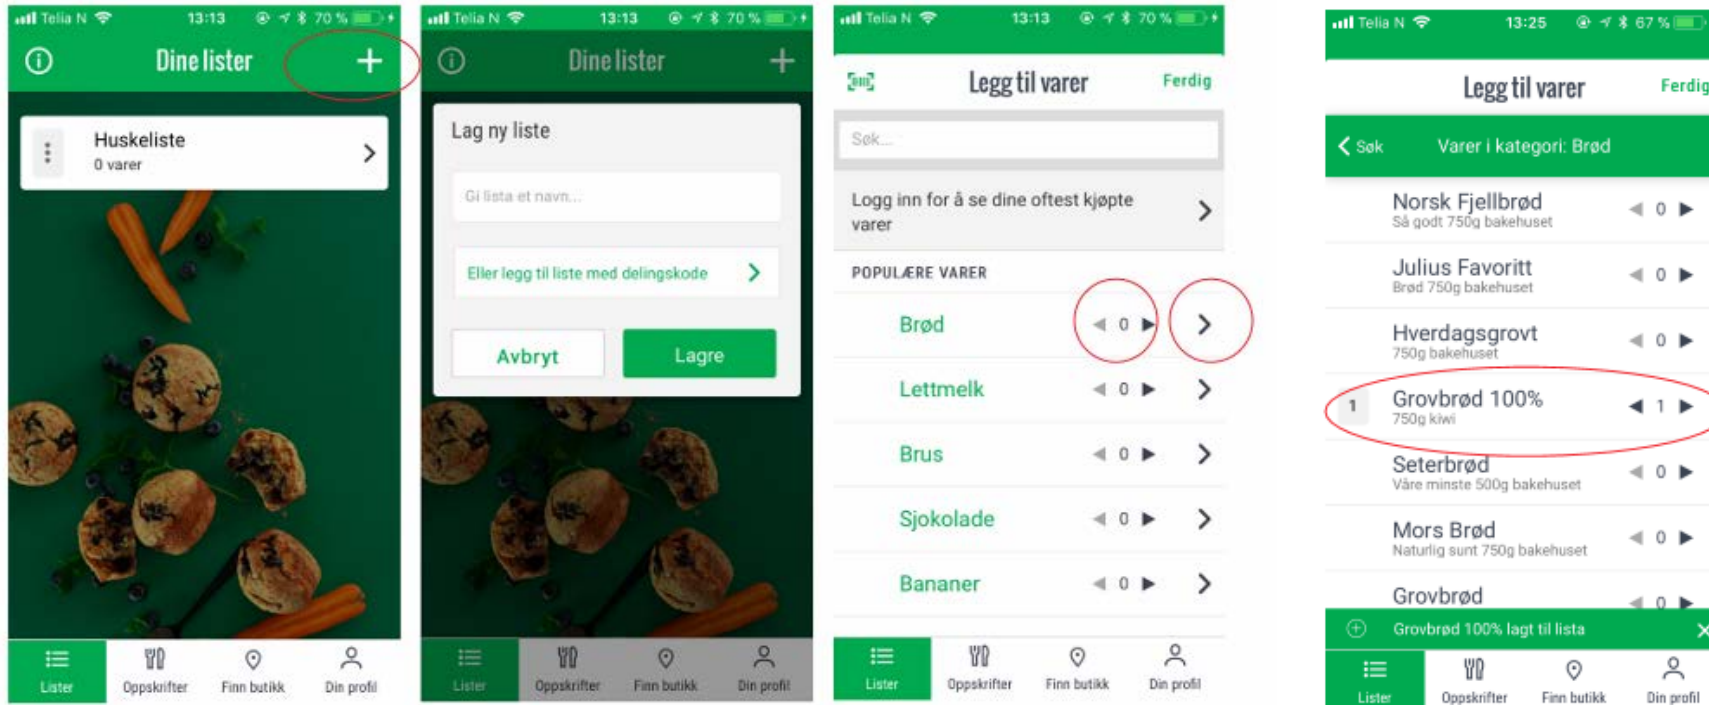 Telia N 13:13 70 %
Dine lister
Huskeliste
0 varer
Lister Oppskrifter Finn butikk Din profil
Telia N 13:13 70 %
Dine lister
Lag ny liste
Gi lista et navn...
Eller legg til liste med delingskode
Avbryt Lagre
Lister Oppskrifter Finn butikk Din profil
Telia N 13:13 70 %
Legg til varer Ferdig
Søk...
Logg inn for å se dine oftest kjøpte
varer
POPULÆRE VARER
Brød 0
Lettmelk 0
Brus 0
Sjokolade 0
Bananer 0
Lister Oppskrifter Finn butikk Din profil
Telia N 13:25 67 %
Legg til varer Ferdig
Søk Varer i kategori: Brød
Norsk Fjellbrød 0
Så godt 750g bakehuset
Julius Favoritt 0
Brød 750g bakehuset
Hverdagsgrovt 0
750g bakehuset
1 Grovbrød 100% 1
750g kiwi
Seterbrød 0
Våre minste 500g bakehuset
Mors Brød 0
Naturlig sunt 750g bakehuset
Grovbrød 0
Grovbrød 100% lagt til lista
Lister Oppskrifter Finn butikk Din profil